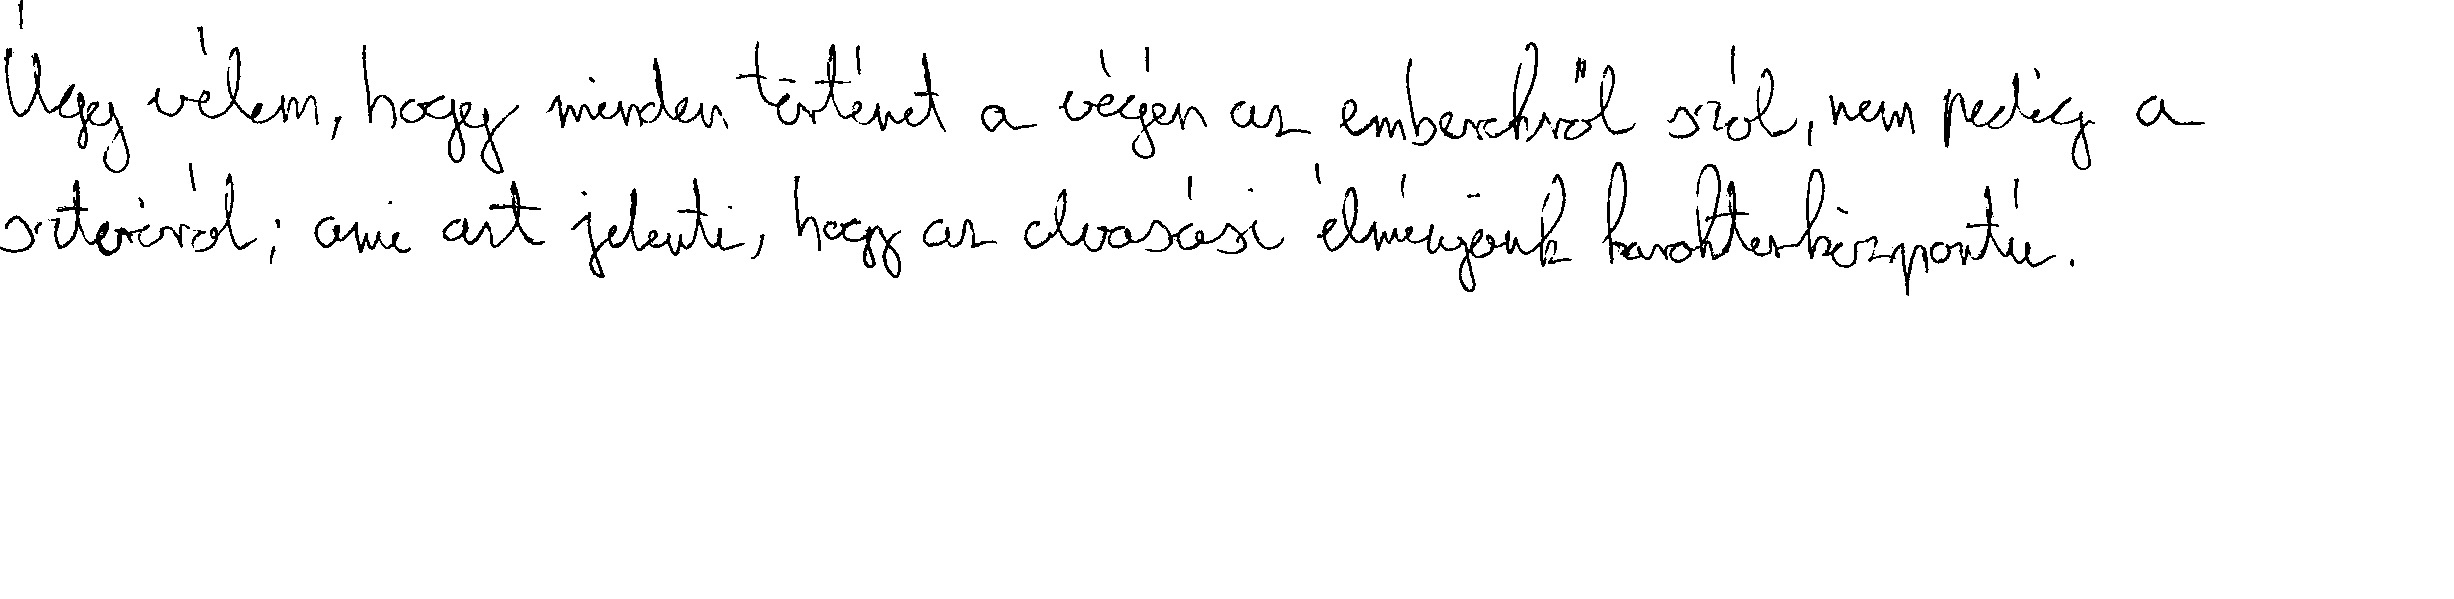 Úgy vélem, hogy minden történet a végén az emberekről szól, nem pedig a
sztoriról; ami azt jelenti, hogy az olvasási élményünk karakterközpontú.